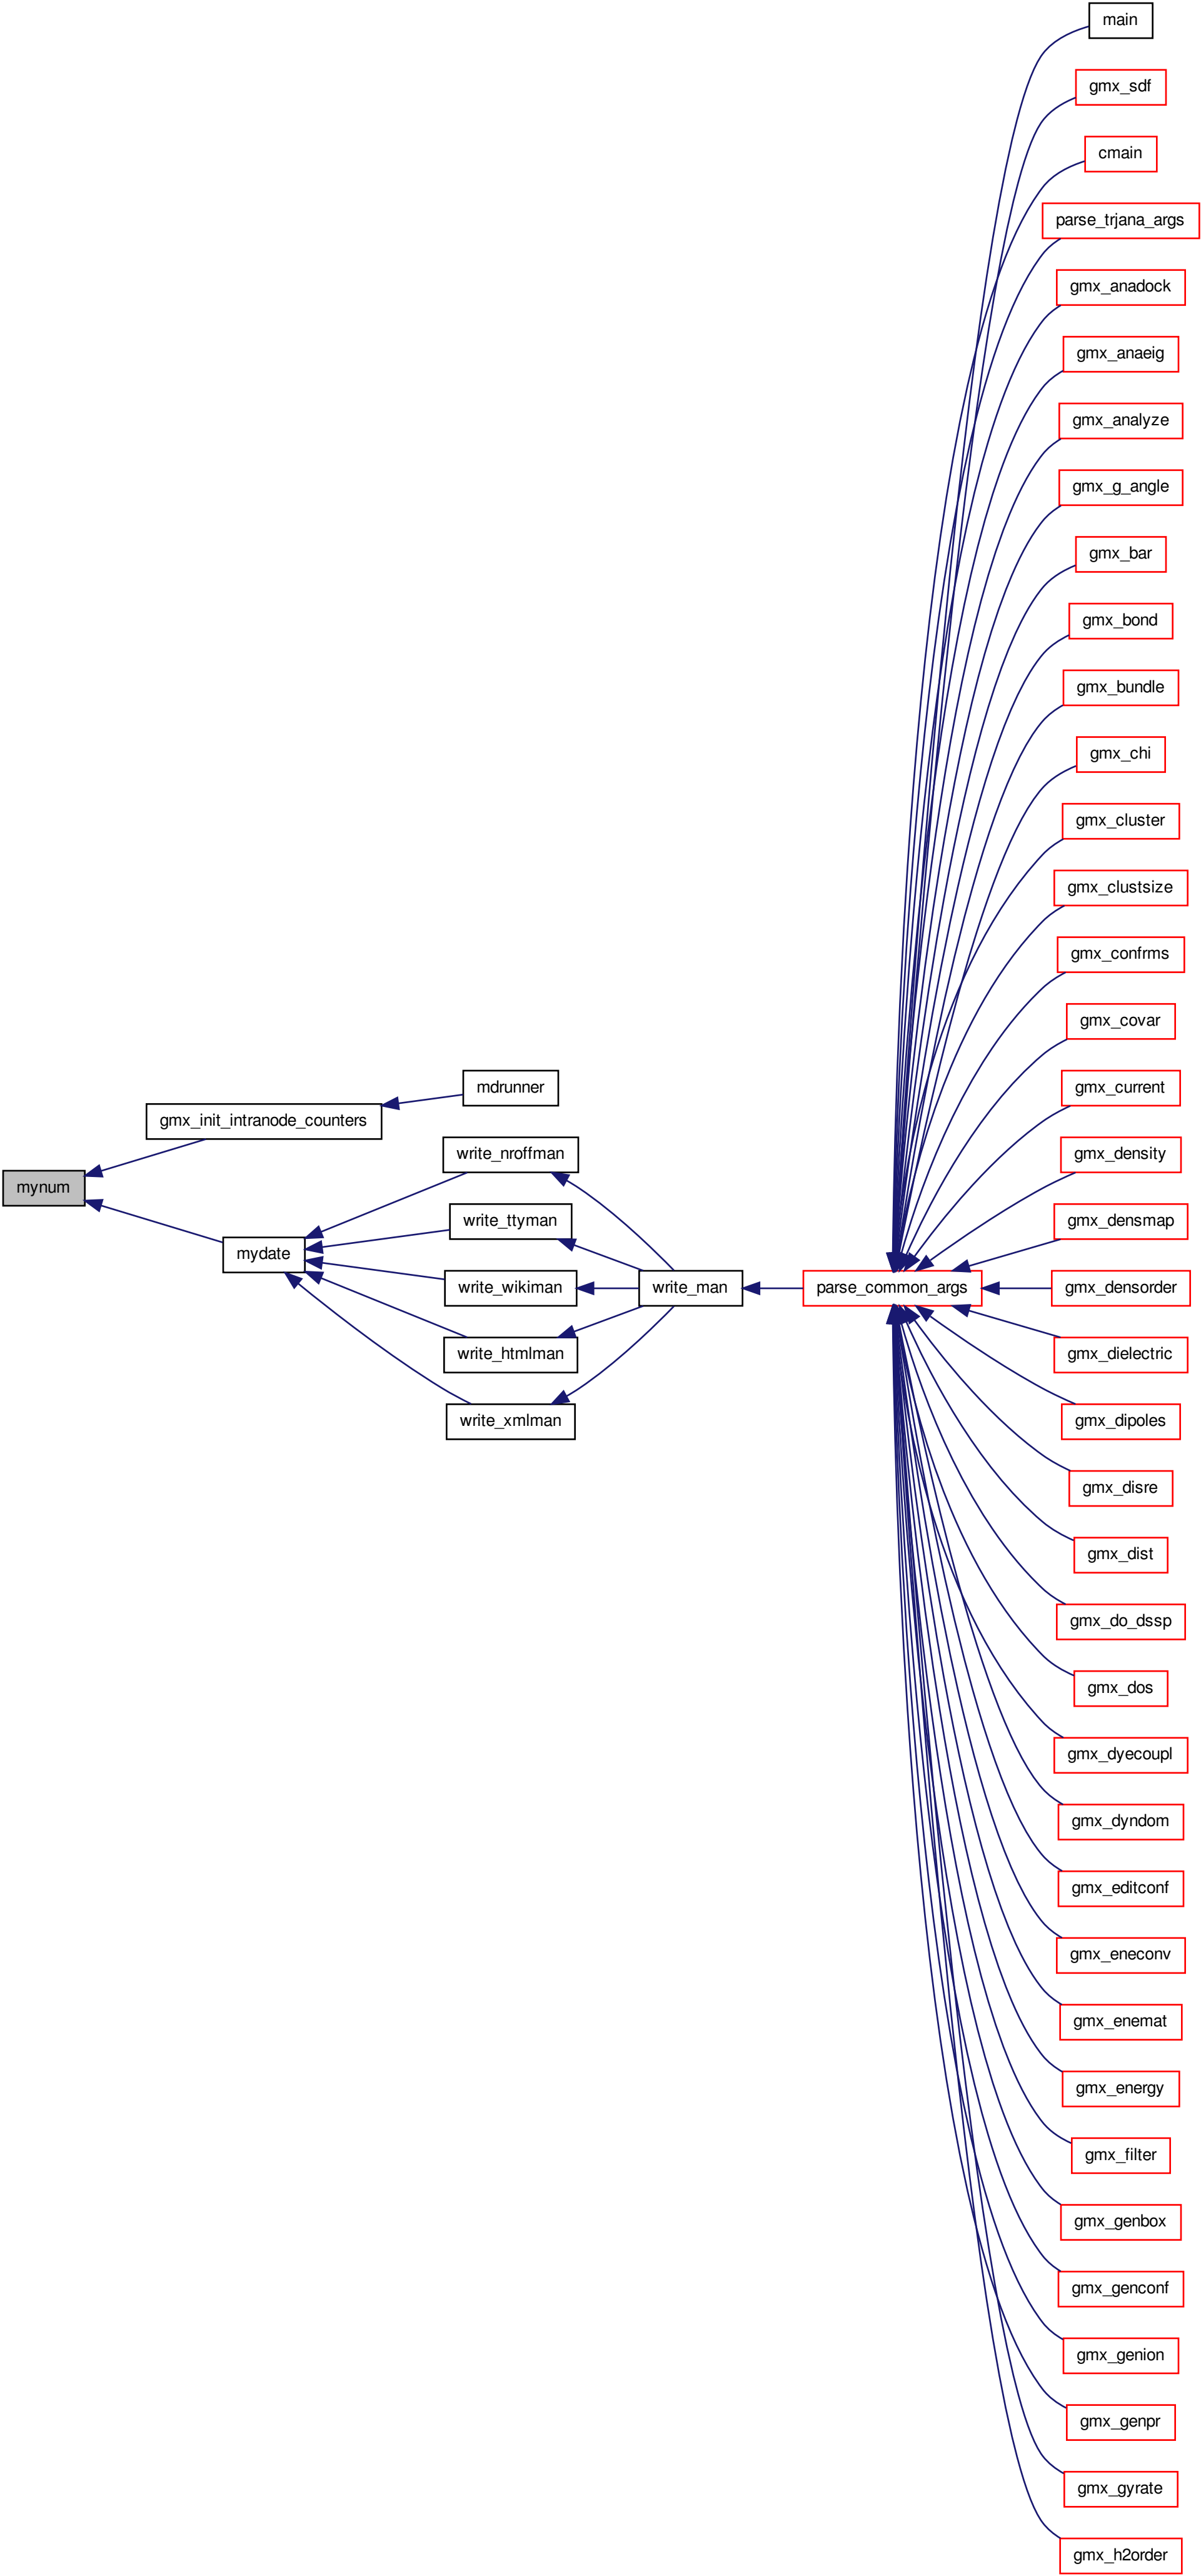 main
gmx_sdf
cmain
parse_trjana_args
gmx_anadock
gmx_anaeig
gmx_analyze
gmx_g_angle
gmx_bar
gmx_bond
gmx_bundle
gmx_chi
gmx_cluster
gmx_clustsize
gmx_confrms
gmx_covar
mdrunner
gmx_current
gmx_init_intranode_counters
write_nroffman
gmx_density
mynum
write_ttyman
gmx_densmap
mydate
write_wikiman
write_man
parse_common_args
gmx_densorder
write_htmlman
gmx_dielectric
write_xmlman
gmx_dipoles
gmx_disre
gmx_dist
gmx_do_dssp
gmx_dos
gmx_dyecoupl
gmx_dyndom
gmx_editconf
gmx_eneconv
gmx_enemat
gmx_energy
gmx_filter
gmx_genbox
gmx_genconf
gmx_genion
gmx_genpr
gmx_gyrate
gmx_h2order